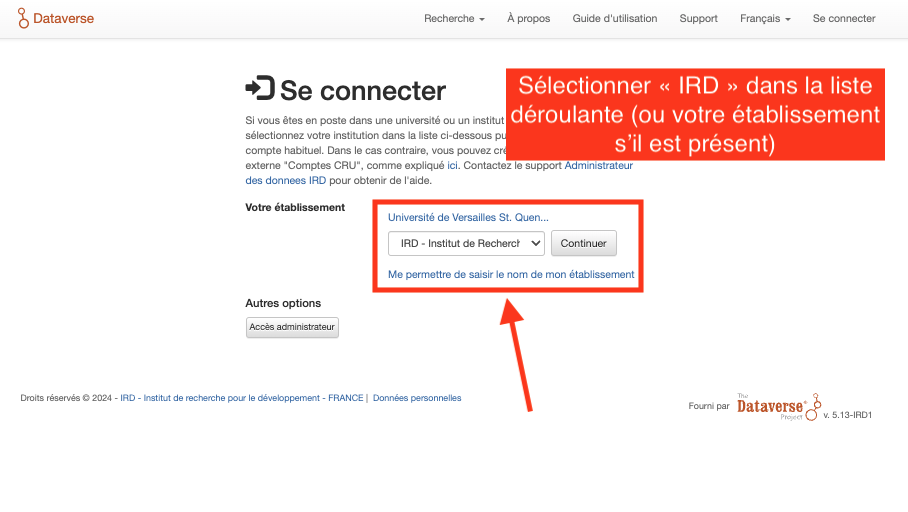 Dataverse
Recherche
À propos
Guide d'utilisation
Support
Français
Se connecter
Se connecter
Sélectionner « IRD » dans la liste
déroulante (ou votre établissement
s'il est présent)
Si vous êtes en poste dans une université ou un institut
sélectionnez votre institution dans la liste ci-dessous
compte habituel. Dans le cas contraire, vous pouvez
externe "Comptes CRU", comme expliqué ici. Contactez le support Administrateur
des donnees IRD pour obtenir de l'aide.
Votre établissement
Université de Versailles St. Quen...
IRD - Institut de Recherch
Continuer
Me permettre de saisir le nom de mon établissement
Autres options
Accès administrateur
Droits réservés © 2024 - IRD - Institut de recherche pour le développement - FRANCE | Données personnelles
Fourni par
The
Dataverse
Project
v. 5.13-IRD1